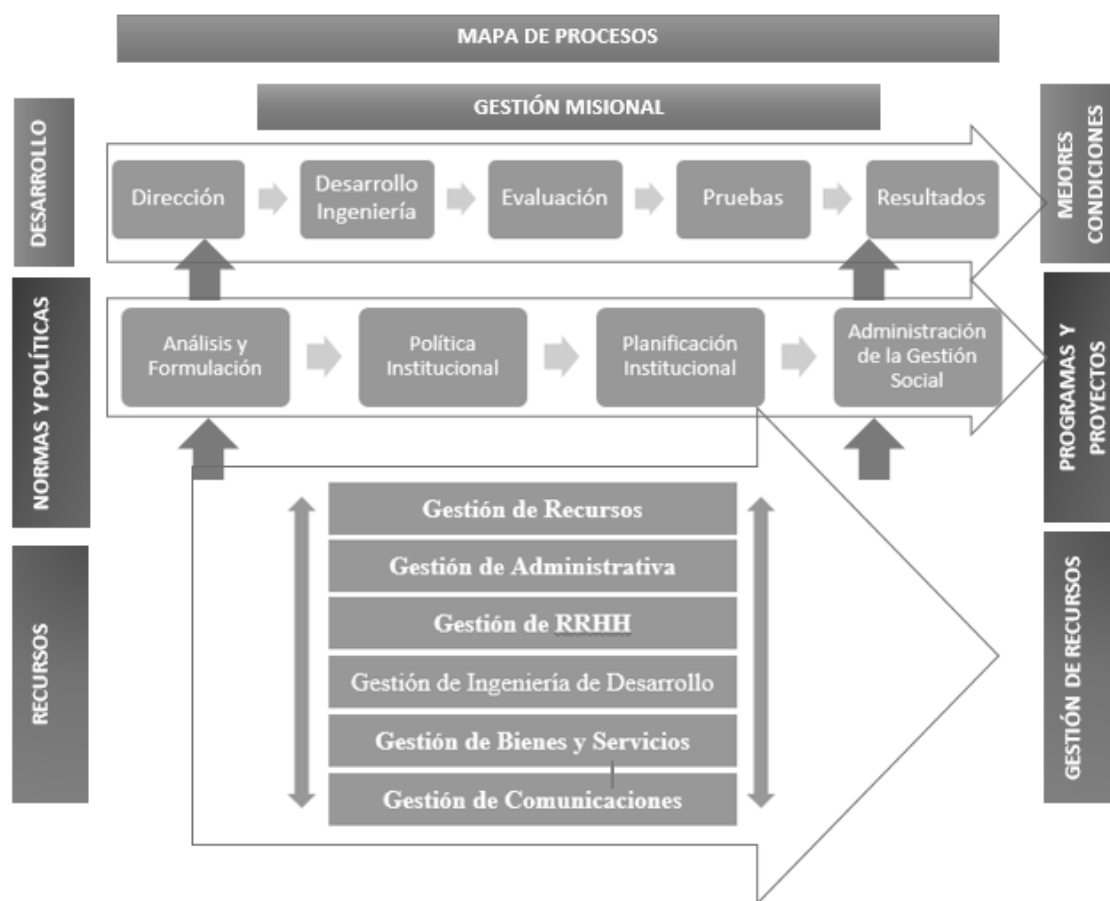 MAPA DE PROCESOS
GESTIÓN MISIONAL
DESARROLLO
Dirección
Desarrollo
Ingeniería
Evaluación
Pruebas
Resultados
MEJORES
CONDICIONES
NORMAS Y POLÍTICAS
Análisis y
Formulación
Política
Institucional
Planificación
Institucional
Administración
de la Gestión
Social
PROGRAMAS Y
PROYECTOS
RECURSOS
Gestión de Recursos
Gestión de Administrativa
Gestión de RRHH
Gestión de Ingeniería de Desarrollo
Gestión de Bienes y Servicios
Gestión de Comunicaciones
GESTIÓN DE RECURSOS